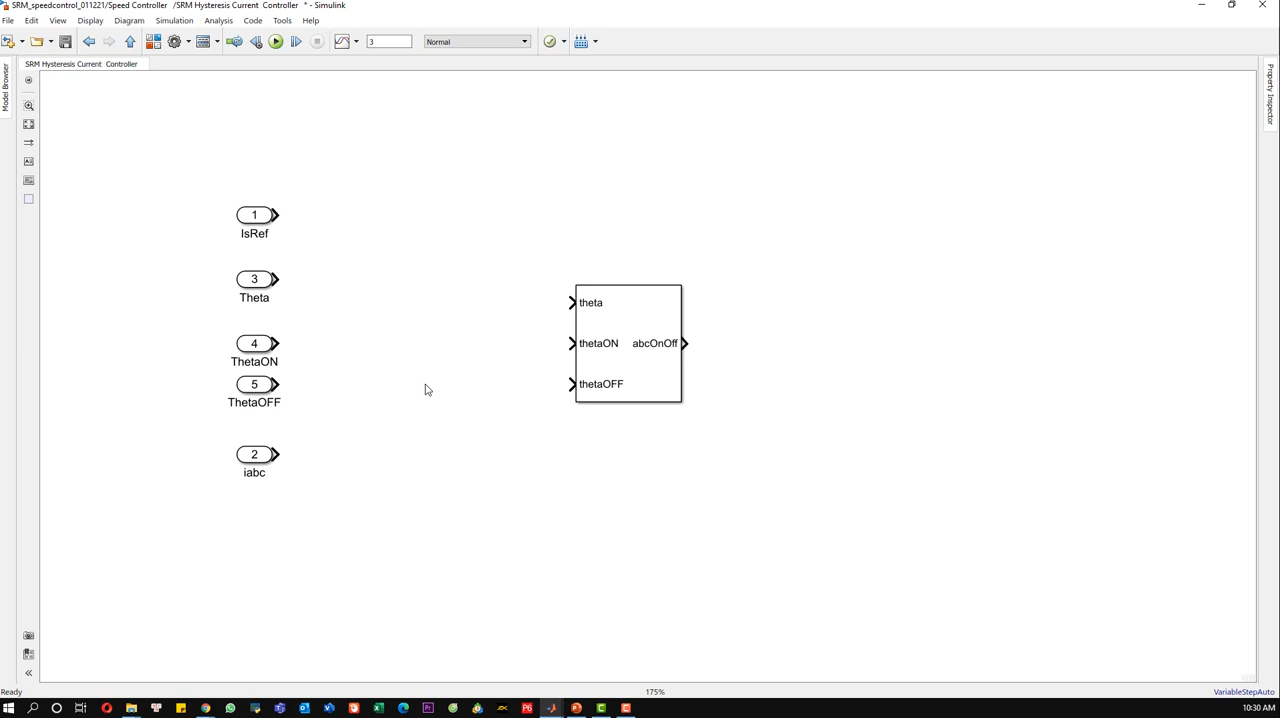 SRM_speedcontrol_011221/Speed Controller /SRM Hysteresis Current Controller * - Simulink
File Edit View Display Diagram Simulation Analysis Code Tools Help
3 Normal
SRM Hysteresis Current Controller
Model Browser
Property Inspector
1
IsRef
3
Theta
4
ThetaON
5
ThetaOFF
2
iabc
theta
thetaON abcOnOff
thetaOFF
Ready 175% VariableStepAuto
10:30 AM